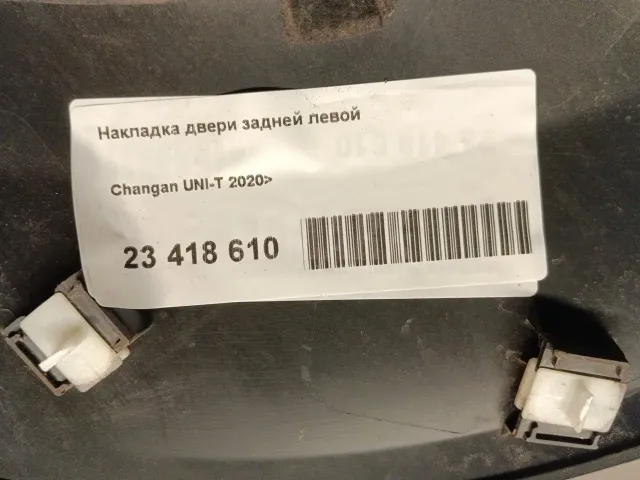 Накладка двери задней левой
Changan UNI-T 2020>
23 418 610